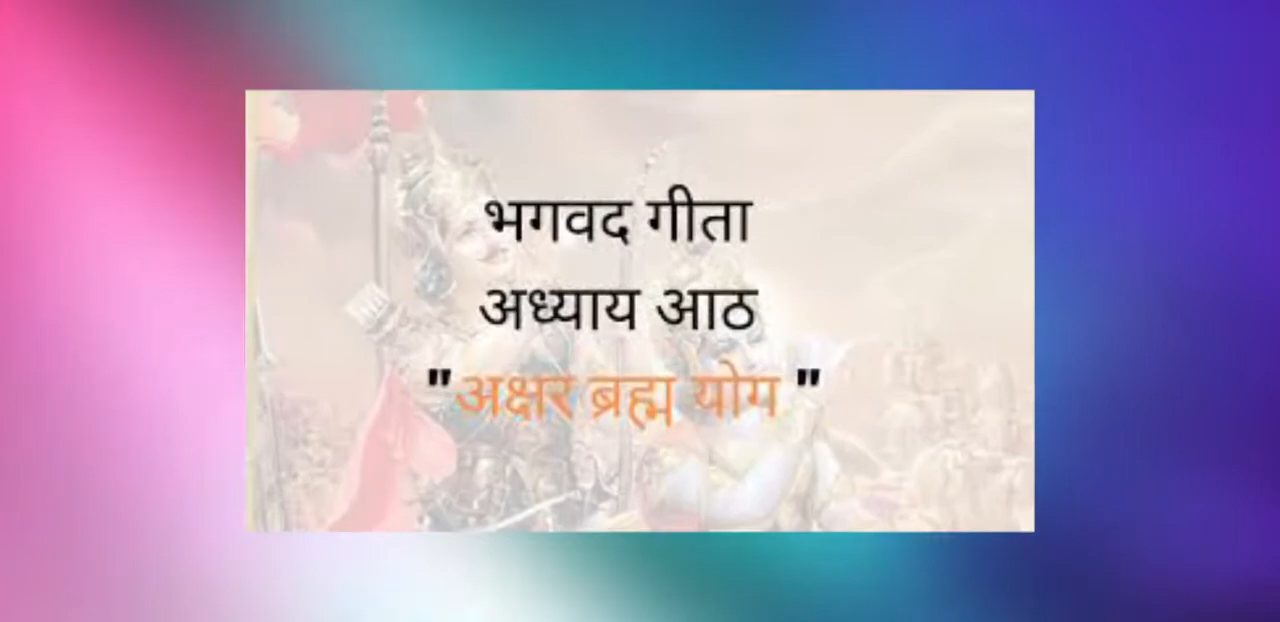 भगवद गीता
अध्याय आठ
"अक्षर ब्रह्म योग "